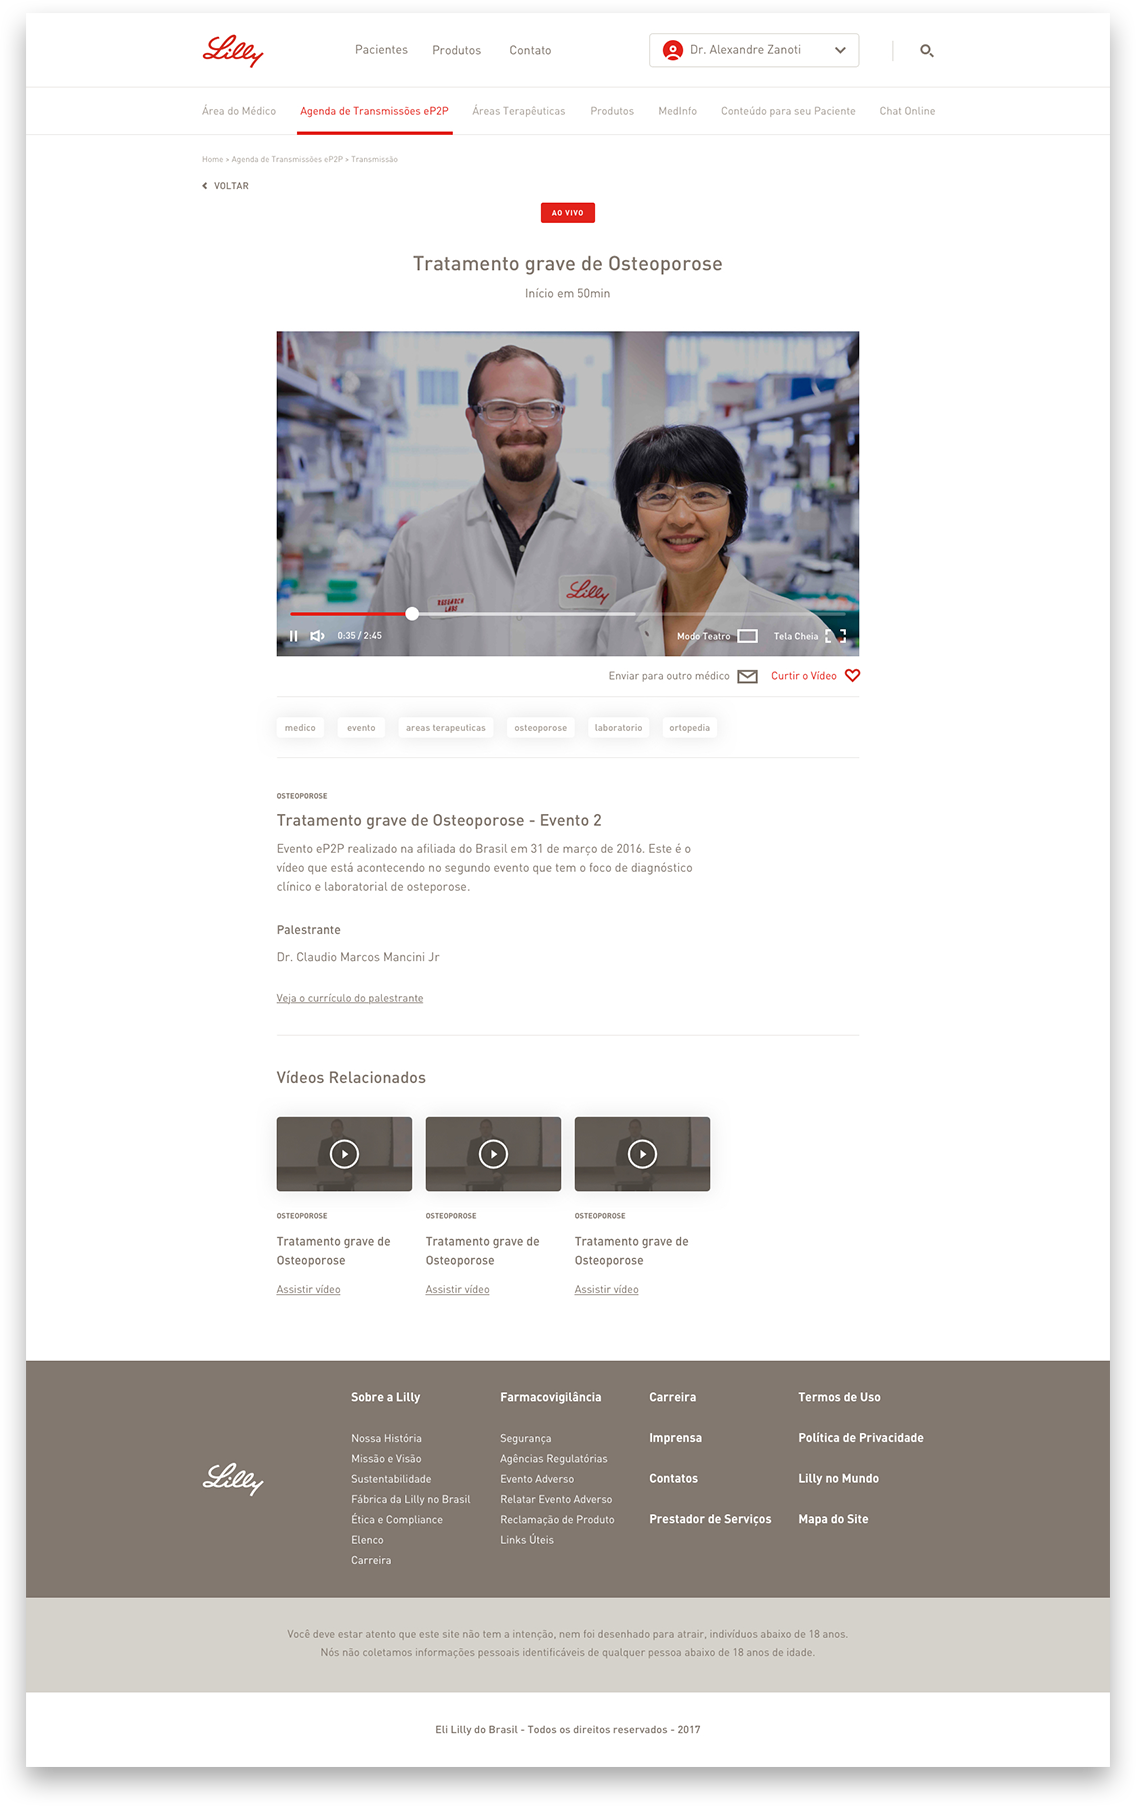 Lilly
Pacientes Produtos Contato Dr. Alexandre Zanoti
Área do Médico Agenda de Transmissões eP2P Áreas Terapêuticas Produtos MedInfo Conteúdo para seu Paciente Chat Online
Home » Agenda de Transmissões eP2P » Transmissão
VOLTAR
AO VIVO
Tratamento grave de Osteoporose
Início em 50min
Lilly
RESEARCH
LABS
0:35 / 2:45 Modo Teatro Tela Cheia
Enviar para outro médico Curtir o Vídeo
medico evento areas terapeuticas osteoporose laboratorio ortopedia
OSTEOPOROSE
Tratamento grave de Osteoporose - Evento 2
Evento eP2P realizado na afiliada do Brasil em 31 de março de 2016. Este é o
vídeo que está acontecendo no segundo evento que tem o foco de diagnóstico
clínico e laboratorial de osteporose.
Palestrante
Dr. Claudio Marcos Mancini Jr
Veja o currículo do palestrante
Vídeos Relacionados
OSTEOPOROSE OSTEOPOROSE OSTEOPOROSE
Tratamento grave de Tratamento grave de Tratamento grave de
Osteoporose Osteoporose Osteoporose
Assistir vídeo Assistir vídeo Assistir vídeo
Lilly
Sobre a Lilly
Nossa História
Missão e Visão
Sustentabilidade
Fábrica da Lilly no Brasil
Ética e Compliance
Elenco
Carreira
Farmacovigilância
Segurança
Agências Regulatórias
Evento Adverso
Relatar Evento Adverso
Reclamação de Produto
Links Úteis
Carreira
Imprensa
Contatos
Prestador de Serviços
Termos de Uso
Política de Privacidade
Lilly no Mundo
Mapa do Site
Você deve estar atento que este site não tem a intenção, nem foi desenhado para atrair, indivíduos abaixo de 18 anos.
Nós não coletamos informações pessoais identificáveis de qualquer pessoa abaixo de 18 anos de idade.
Eli Lilly do Brasil - Todos os direitos reservados - 2017